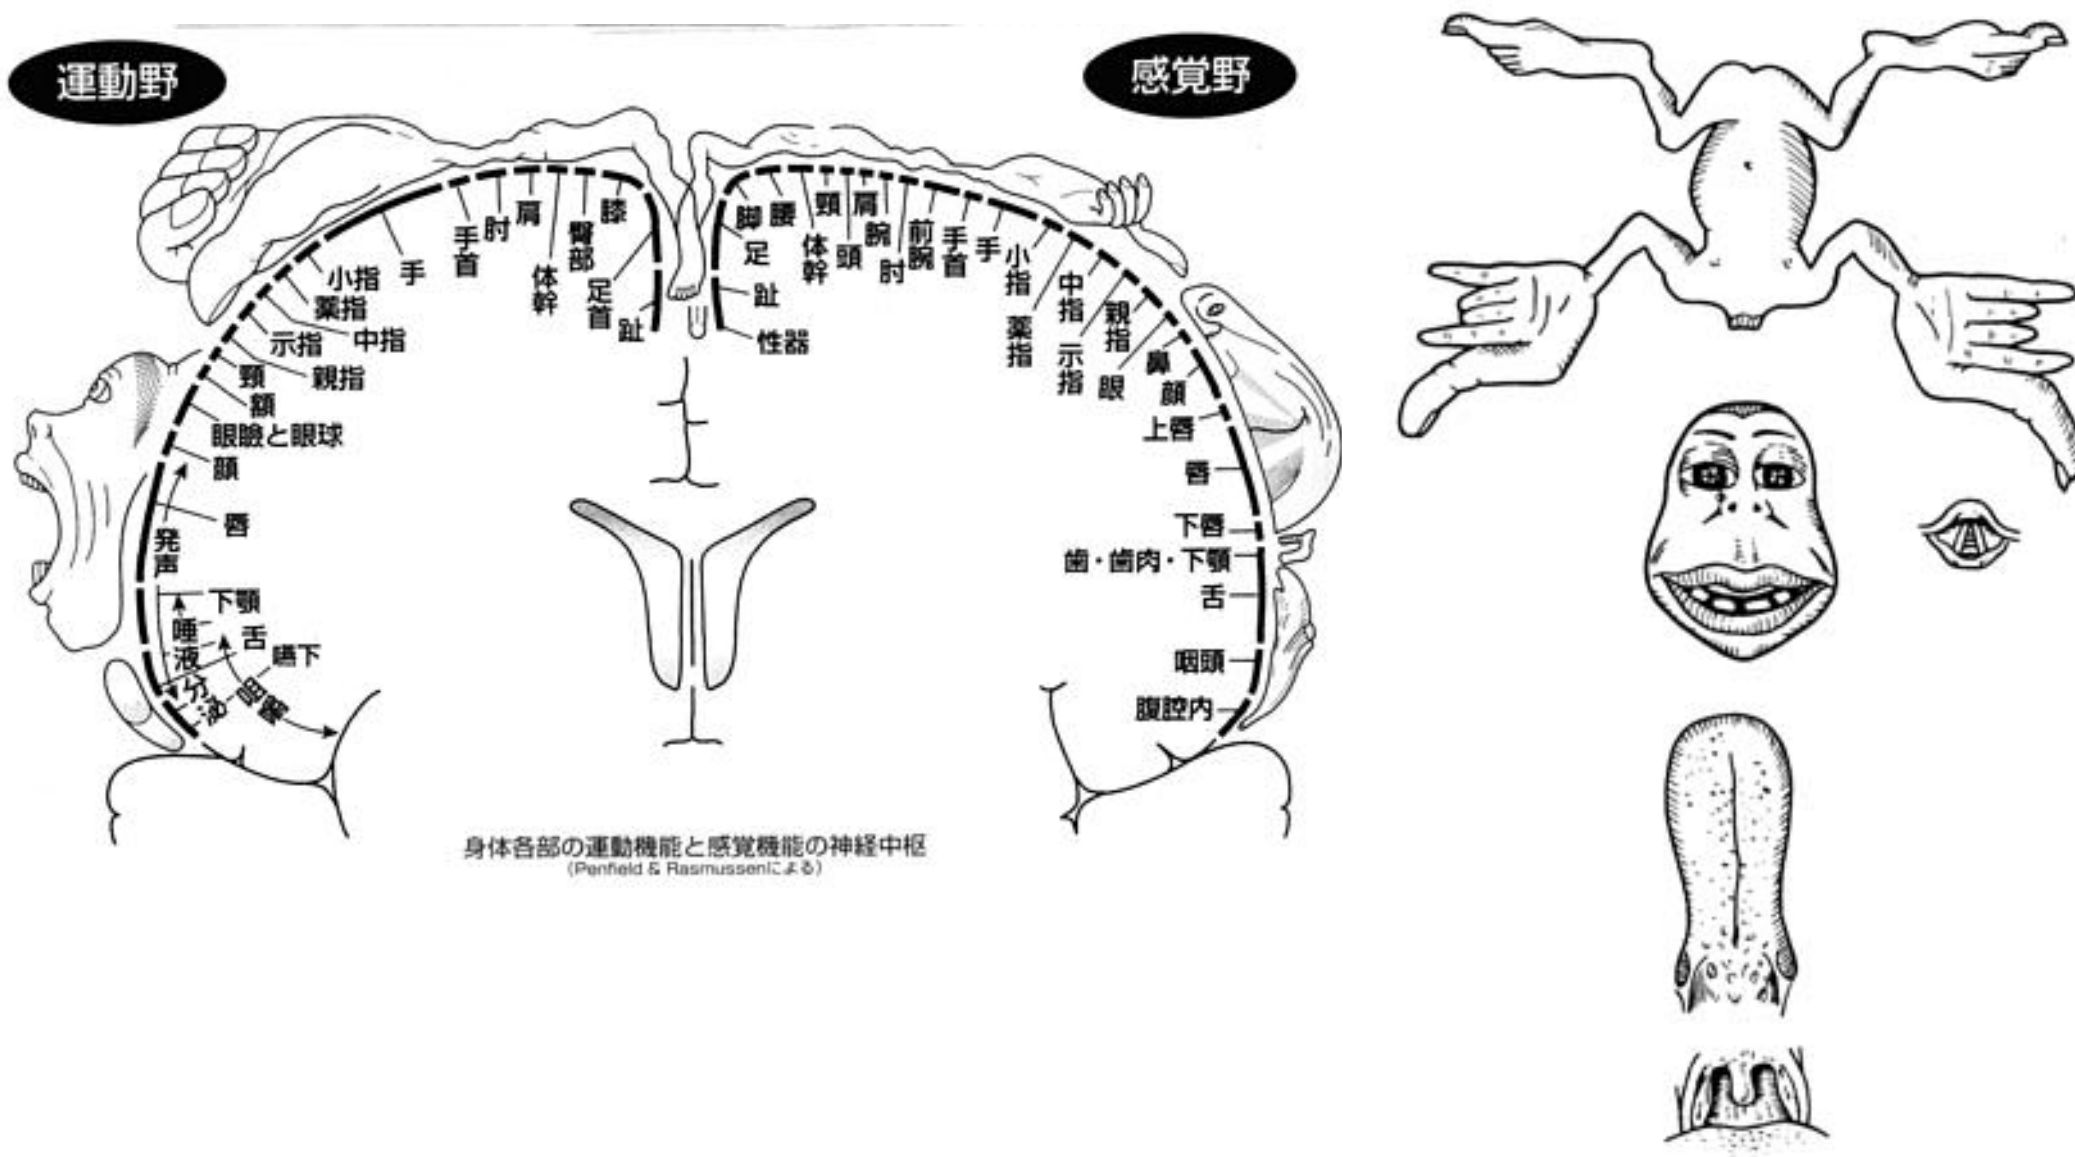 運動野
感覚野
膝
臀部
体幹
肩
肘
手首
手
足首
趾
小指
薬指
中指
示指
親指
頸
額
眼瞼と眼球
顔
唇
発声
下顎
舌
唾液分泌
嚥下
咀嚼
脚
腰
体幹
頸
頭
肩
腕
肘
前腕
手首
手
小指
薬指
中指
示指
親指
眼
鼻
顔
足
趾
性器
上唇
唇
下唇
歯・歯肉・下顎
舌
咽頭
腹腔内
身体各部の運動機能と感覚機能の神経中枢
(Penfield & Rasmussenによる)